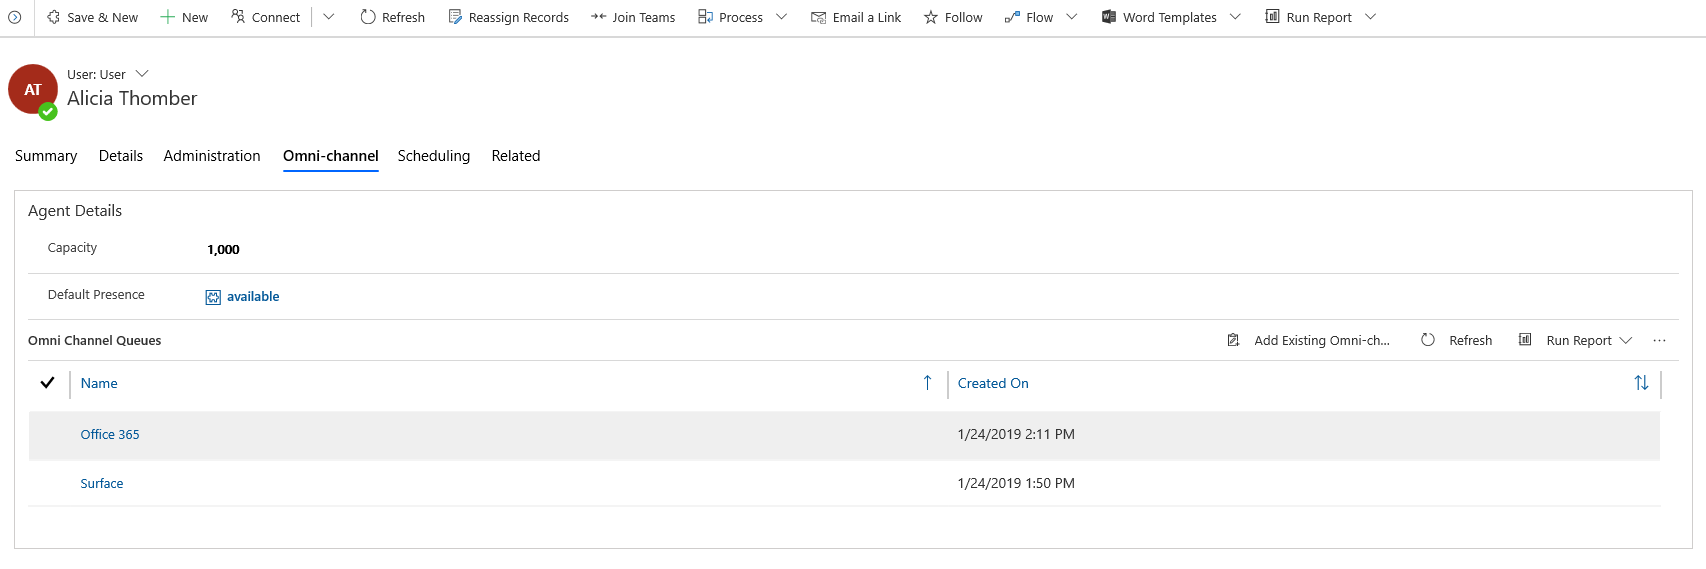 Save & New New Connect Refresh Reassign Records Join Teams Process Email a Link Follow Flow Word Templates Run Report
AT
User: User
Alicia Thomber
Summary Details Administration Omni-channel Scheduling Related
Agent Details
Capacity 1,000
Default Presence available
Omni Channel Queues Add Existing Omni-ch... Refresh Run Report ...
Name Created On
Office 365 1/24/2019 2:11 PM
Surface 1/24/2019 1:50 PM